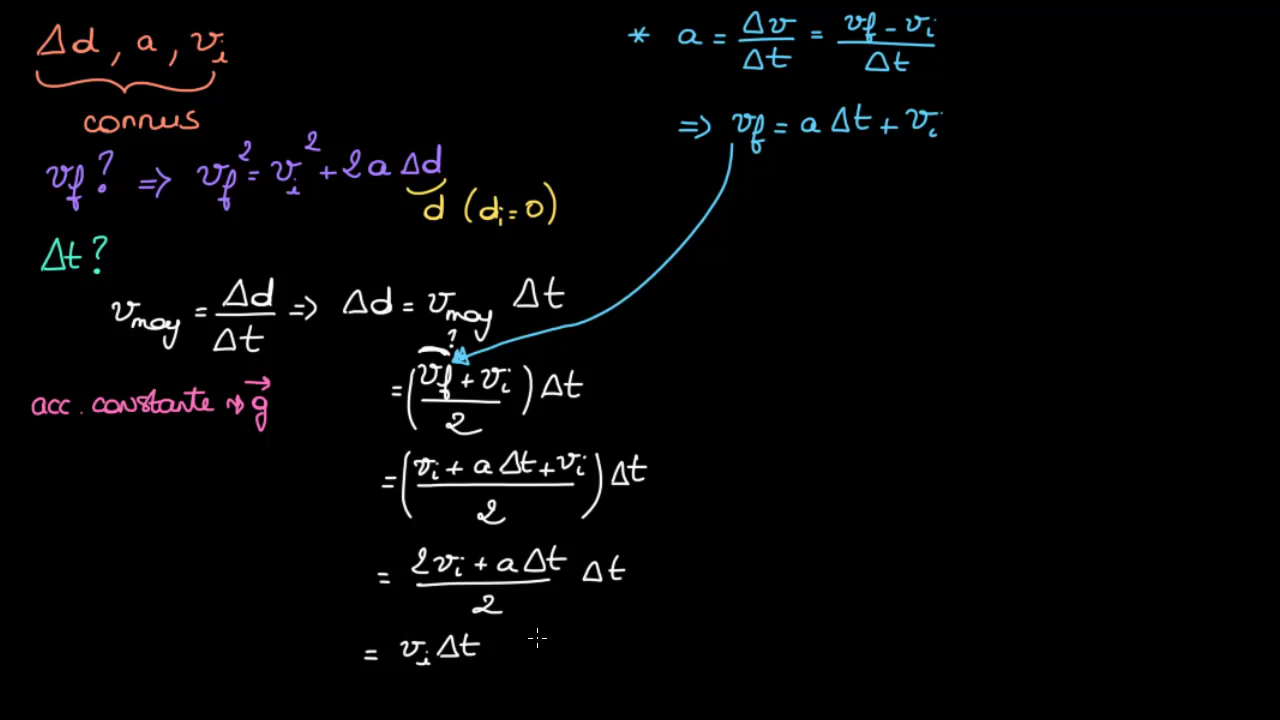 Δd, a, vᵢ
connus
vf? => vf² = vᵢ² + 2a Δd
d (dᵢ = 0)
Δt?
v_moy = Δd/Δt => Δd = v_moy Δt
?
= ((vf + vᵢ)/2) Δt
acc. constante → g⃗
= ((vᵢ + a Δt + vᵢ)/2) Δt
= (2vᵢ + a Δt)/2 Δt
= vᵢ Δt
* a = Δv/Δt = (vf - vᵢ)/Δt
=> vf = a Δt + vᵢ